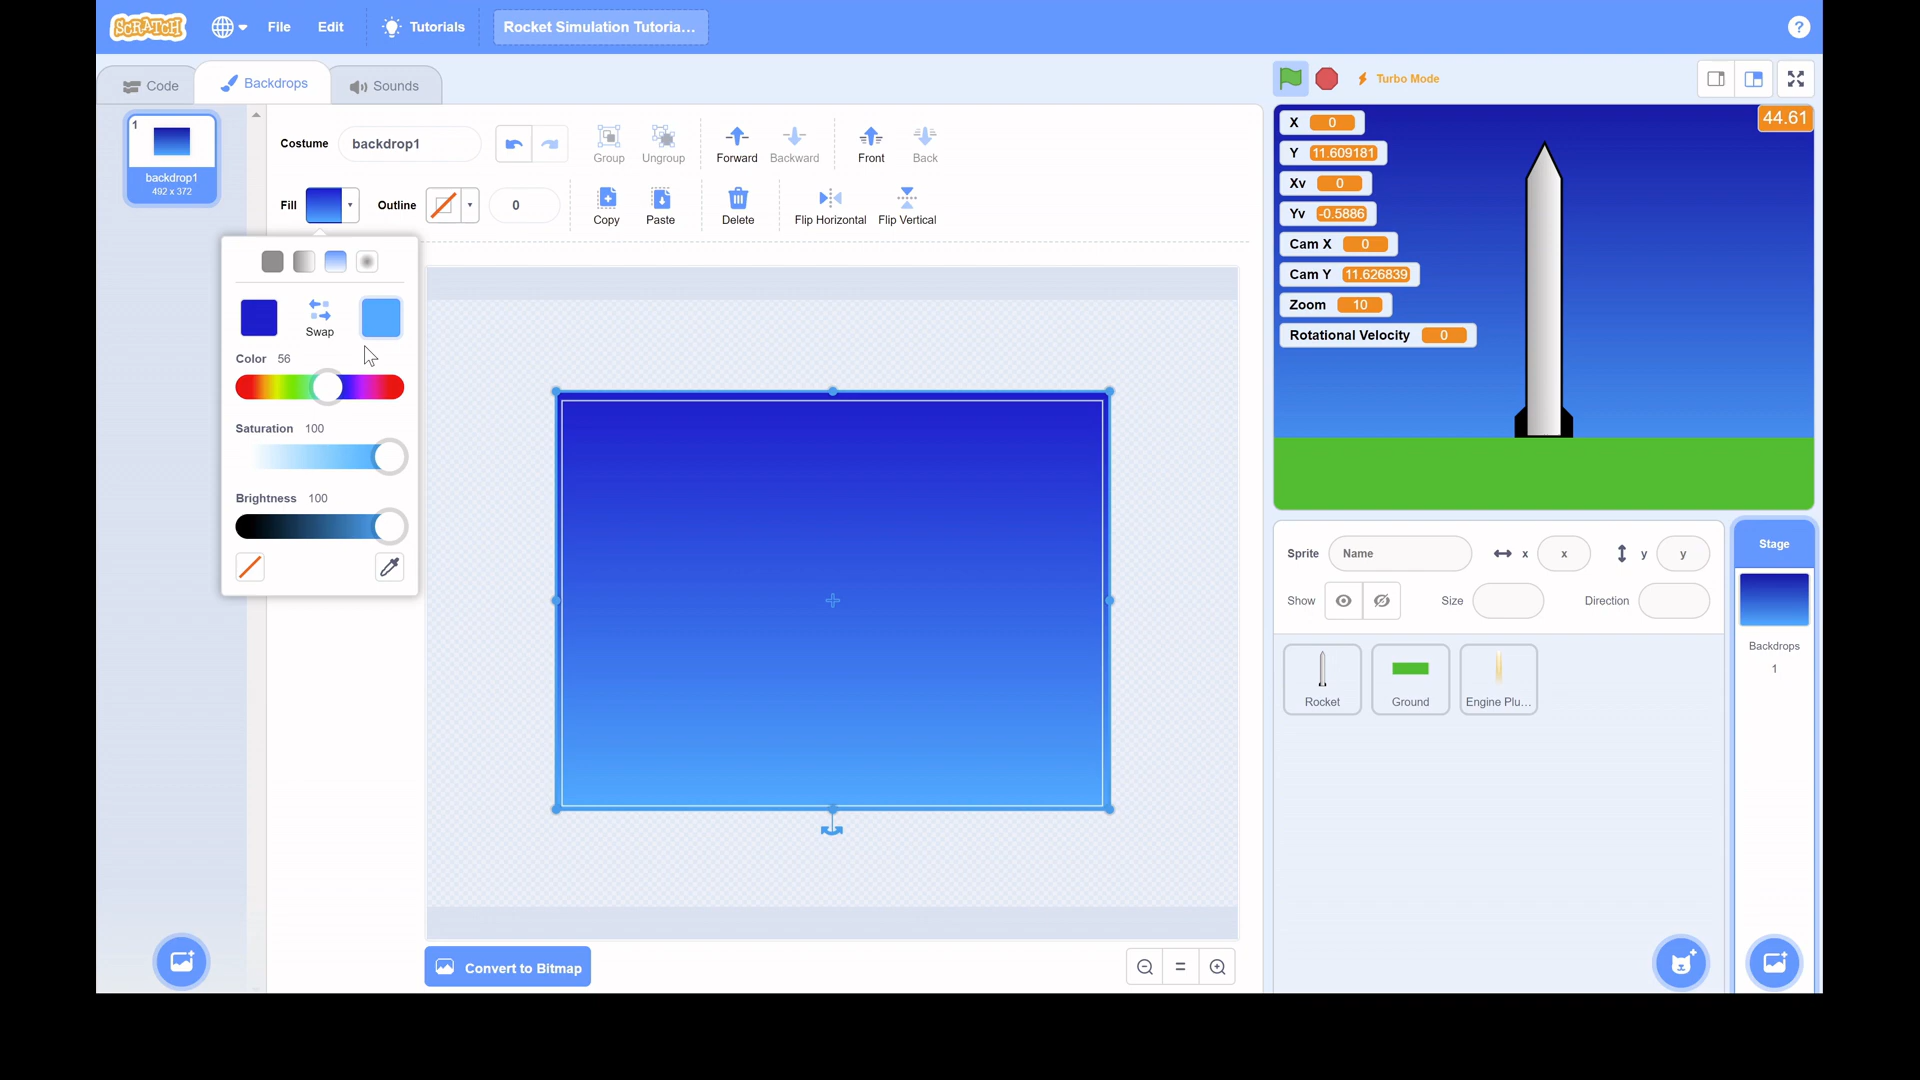 SCRATCH
File
Edit
Tutorials
Rocket Simulation Tutoria...
?
Code
Backdrops
Sounds
Turbo Mode
1
backdrop1
492 x 372
Costume
backdrop1
Group
Ungroup
Forward
Backward
Front
Back
Fill
Outline
0
Copy
Paste
Delete
Flip Horizontal
Flip Vertical
Swap
Color 56
Saturation 100
Brightness 100
Convert to Bitmap
44.61
X 0
Y 11.609181
Xv 0
Yv -0.5886
Cam X 0
Cam Y 11.626839
Zoom 10
Rotational Velocity 0
Sprite
Name
x
x
y
y
Show
Size
Direction
Rocket
Ground
Engine Plu...
Stage
Backdrops
1